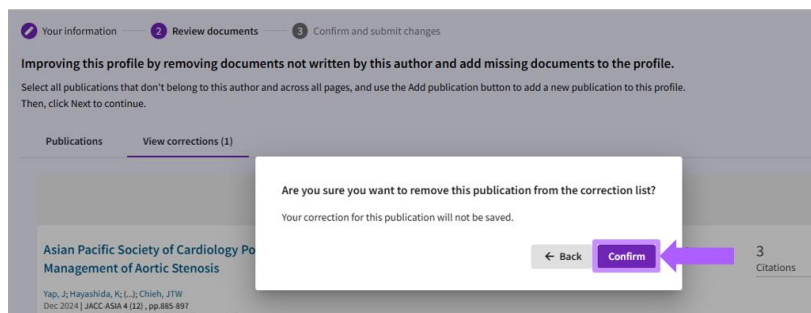 Your information
2 Review documents
3 Confirm and submit changes
Improving this profile by removing documents not written by this author and add missing documents to the profile.
Select all publications that don't belong to this author and across all pages, and use the Add publication button to add a new publication to this profile.
Then, click Next to continue.
Publications View corrections (1)
Are you sure you want to remove this publication from the correction list?
Your correction for this publication will not be saved.
← Back Confirm
Asian Pacific Society of Cardiology Po
Management of Aortic Stenosis
Yap, J; Hayashida, K; (...); Chieh, JTW
Dec 2024 | JACC-ASIA 4 (12) , pp.885-897
3
Citations